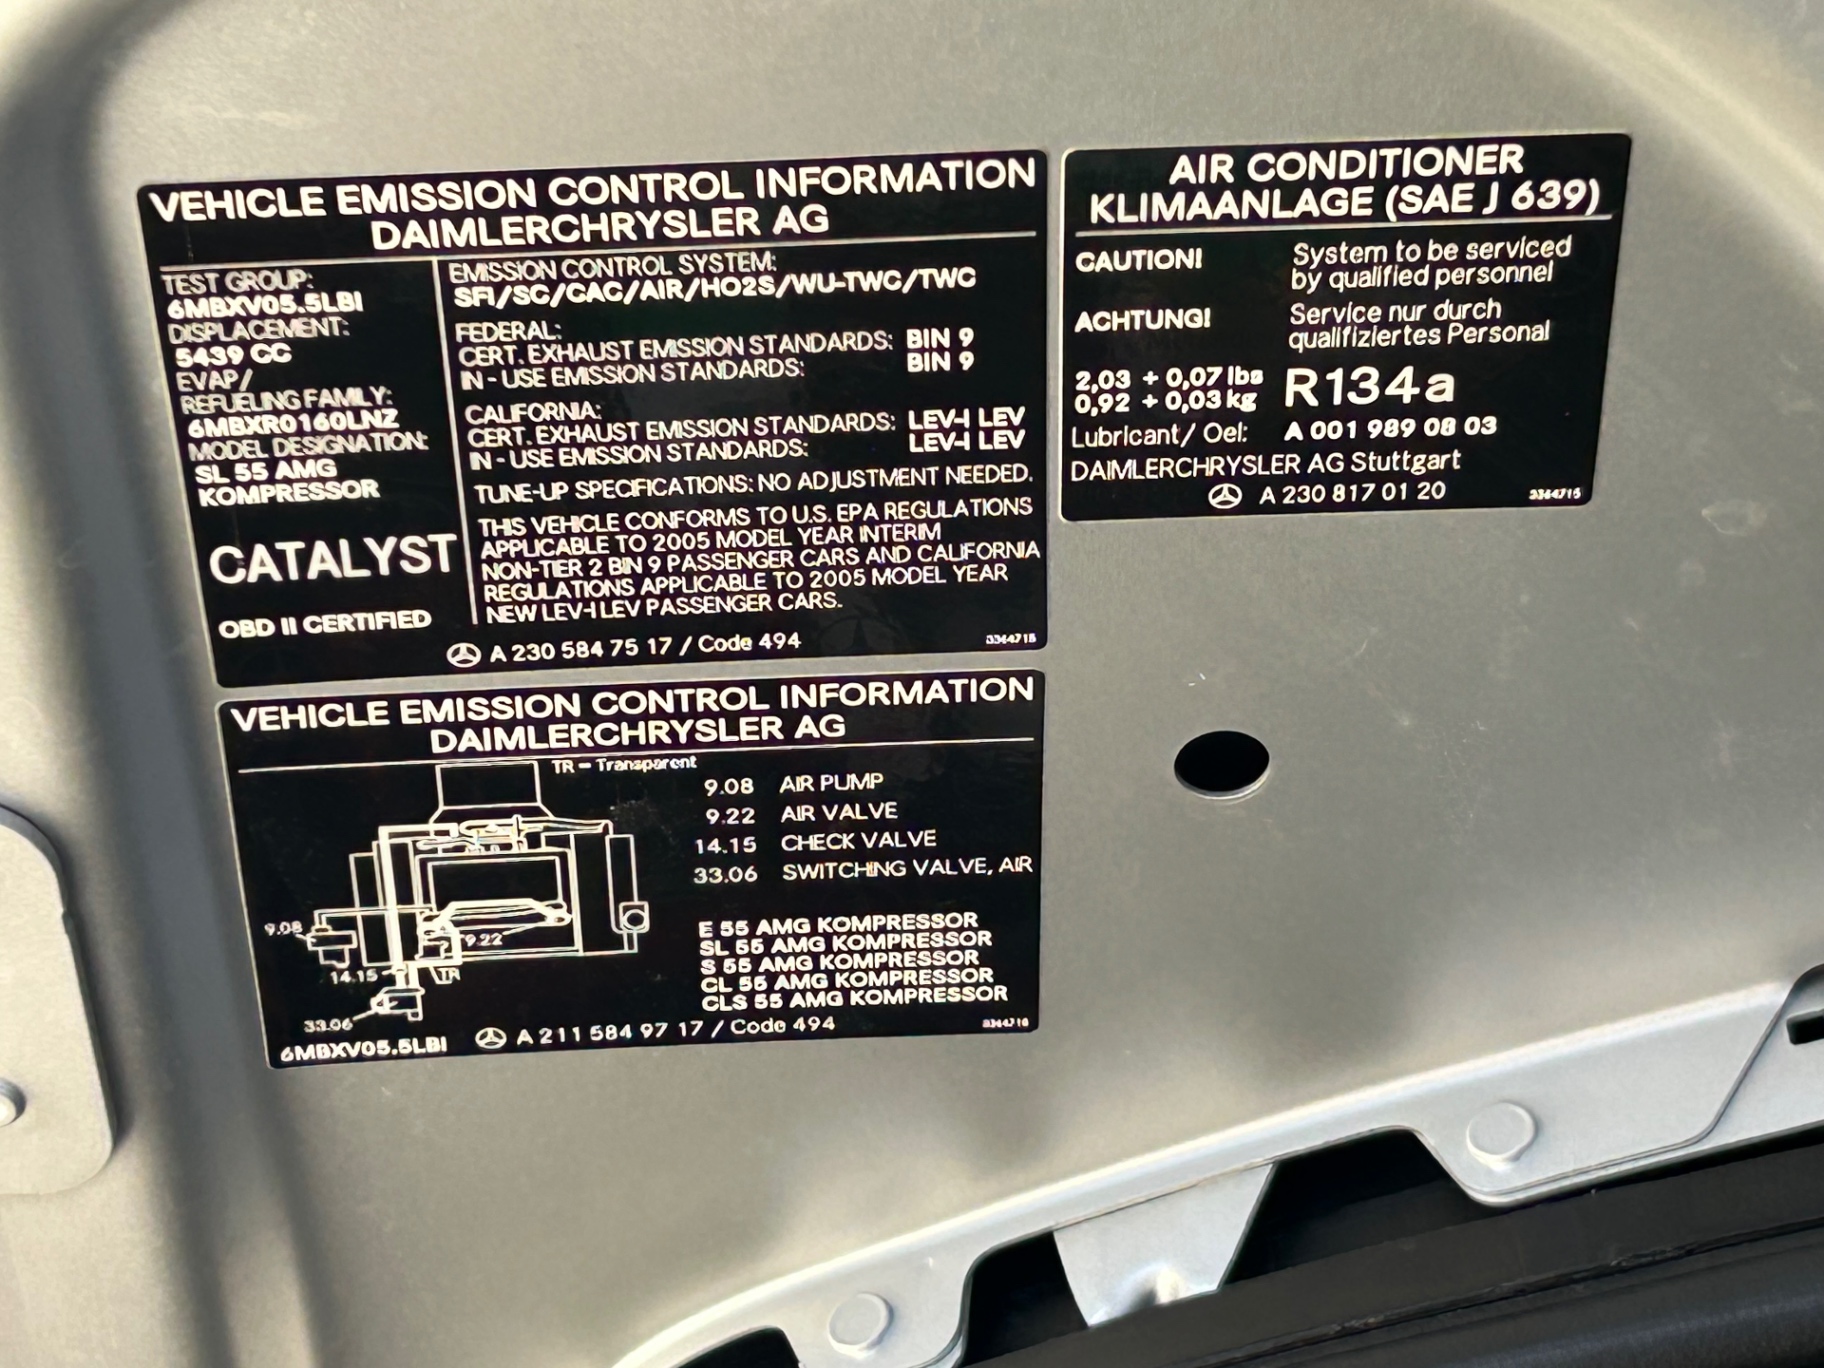 VEHICLE EMISSION CONTROL INFORMATION
DAIMLERCHRYSLER AG
TEST GROUP:
6MBXV05.5LBI
DISPLACEMENT:
5439 CC
EVAP/
REFUELING FAMILY:
6MBXR0160LNZ
MODEL DESIGNATION:
SL 55 AMG
KOMPRESSOR
CATALYST
OBD II CERTIFIED
EMISSION CONTROL SYSTEM:
SFI/SC/CAC/AIR/HO2S/WU-TWC/TWC
FEDERAL:
CERT. EXHAUST EMISSION STANDARDS: BIN 9
IN - USE EMISSION STANDARDS: BIN 9
CALIFORNIA:
CERT. EXHAUST EMISSION STANDARDS: LEV-I LEV
IN - USE EMISSION STANDARDS: LEV-I LEV
TUNE-UP SPECIFICATIONS: NO ADJUSTMENT NEEDED.
THIS VEHICLE CONFORMS TO U.S. EPA REGULATIONS
APPLICABLE TO 2005 MODEL YEAR INTERIM
NON-TIER 2 BIN 9 PASSENGER CARS AND CALIFORNIA
REGULATIONS APPLICABLE TO 2005 MODEL YEAR
NEW LEV-I LEV PASSENGER CARS.
A 230 584 75 17 / Code 494
AIR CONDITIONER
KLIMAANLAGE (SAE J 639)
CAUTION! System to be serviced
by qualified personnel
ACHTUNG! Service nur durch
qualifiziertes Personal
2,03 + 0,07 lbs
0,92 + 0,03 kg R134a
Lubricant/ Oel: A 001 989 08 03
DAIMLERCHRYSLER AG Stuttgart
A 230 817 01 20
VEHICLE EMISSION CONTROL INFORMATION
DAIMLERCHRYSLER AG
TR = Transparent
9.08 AIR PUMP
9.22 AIR VALVE
14.15 CHECK VALVE
33.06 SWITCHING VALVE, AIR
9.08
9.22
14.15
TR
33.06
E 55 AMG KOMPRESSOR
SL 55 AMG KOMPRESSOR
S 55 AMG KOMPRESSOR
CL 55 AMG KOMPRESSOR
CLS 55 AMG KOMPRESSOR
6MBXV05.5LBI A 211 584 97 17 / Code 494